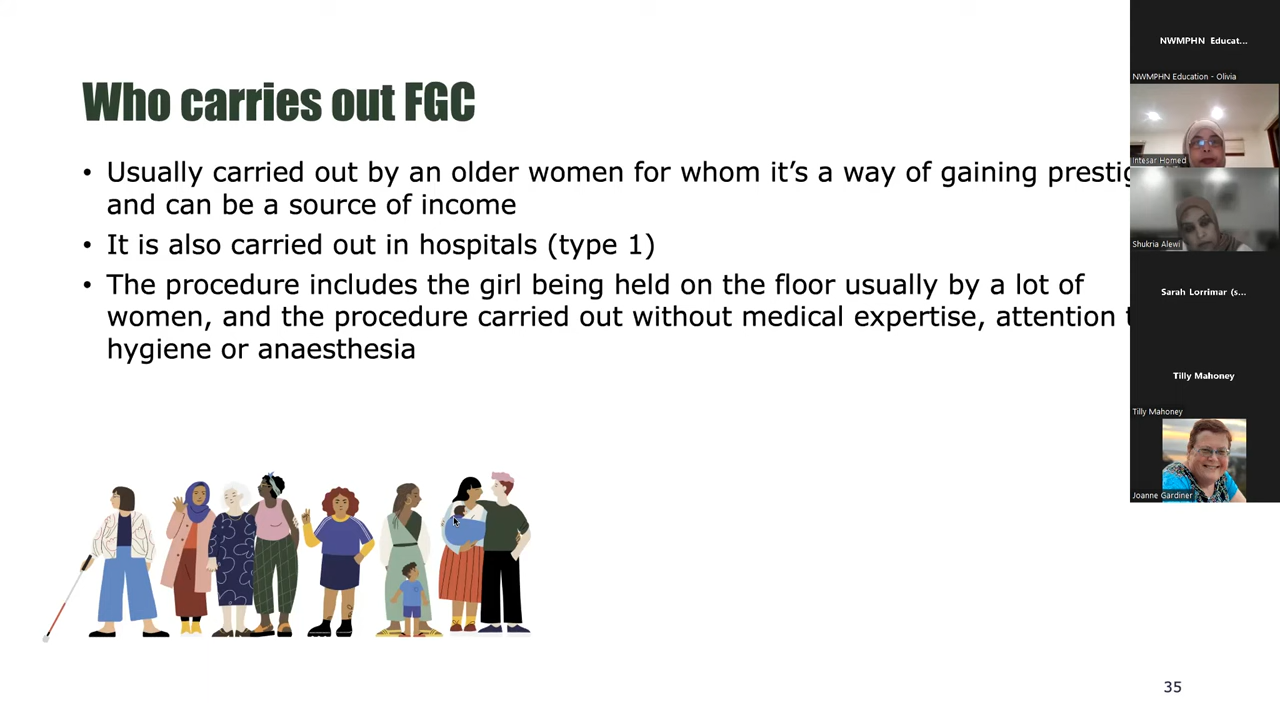 Who carries out FGC
• Usually carried out by an older women for whom it's a way of gaining
and can be a source of income
• It is also carried out in hospitals (type 1)
• The procedure includes the girl being held on the floor usually by a lot of
women, and the procedure carried out without medical expertise, attention
hygiene or anaesthesia
35
NWMPHN Educat...
NWMPHN Education - Olivia
Intesar Homed
Shukria Alewi
Sarah Lorrimar (s...
Tilly Mahoney
Tilly Mahoney
Joanne Gardiner